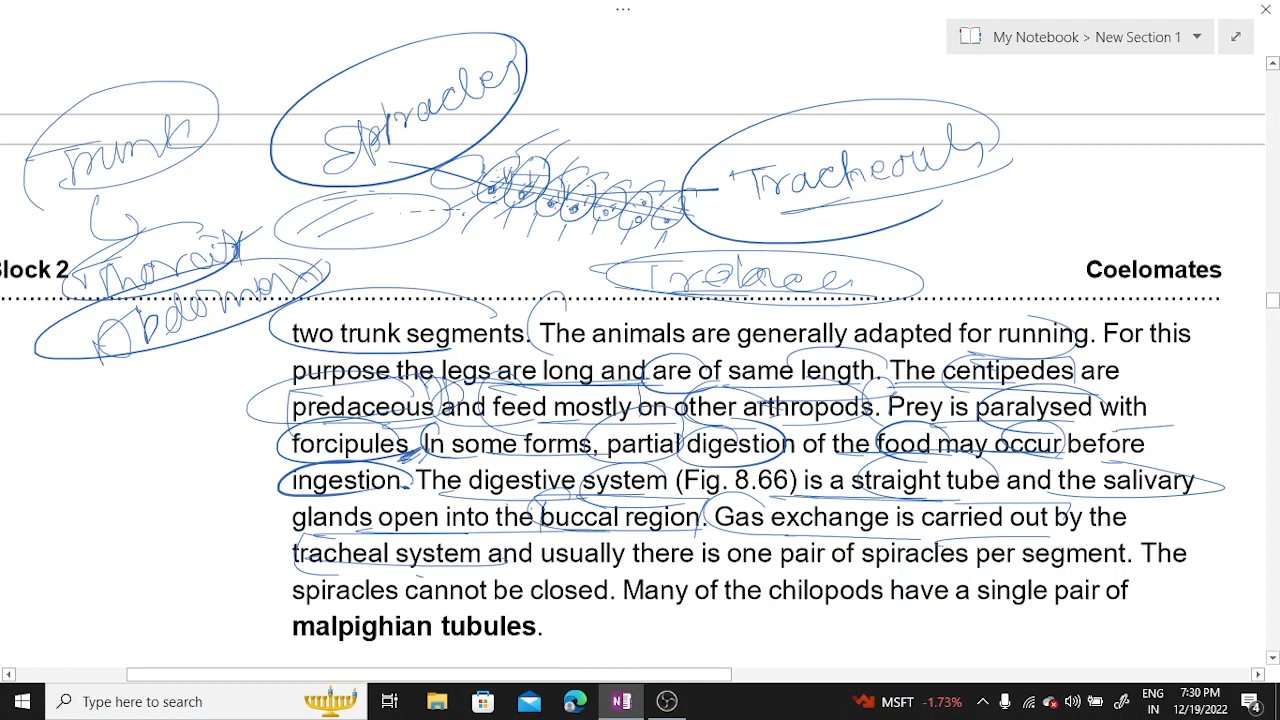 ...
My Notebook > New Section 1
Spiracles
Trunk
Tracheouls
Block 2
Coelomates
Abdomen
two trunk segments. The animals are generally adapted for running. For this
purpose the legs are long and are of same length. The centipedes are
predaceous and feed mostly on other arthropods. Prey is paralysed with
forcipules. In some forms, partial digestion of the food may occur before
ingestion. The digestive system (Fig. 8.66) is a straight tube and the salivary
glands open into the buccal region. Gas exchange is carried out by the
tracheal system and usually there is one pair of spiracles per segment. The
spiracles cannot be closed. Many of the chilopods have a single pair of
malpighian tubules.
Type here to search
MSFT -1.73%
ENG
IN
7:30 PM
12/19/2022
4